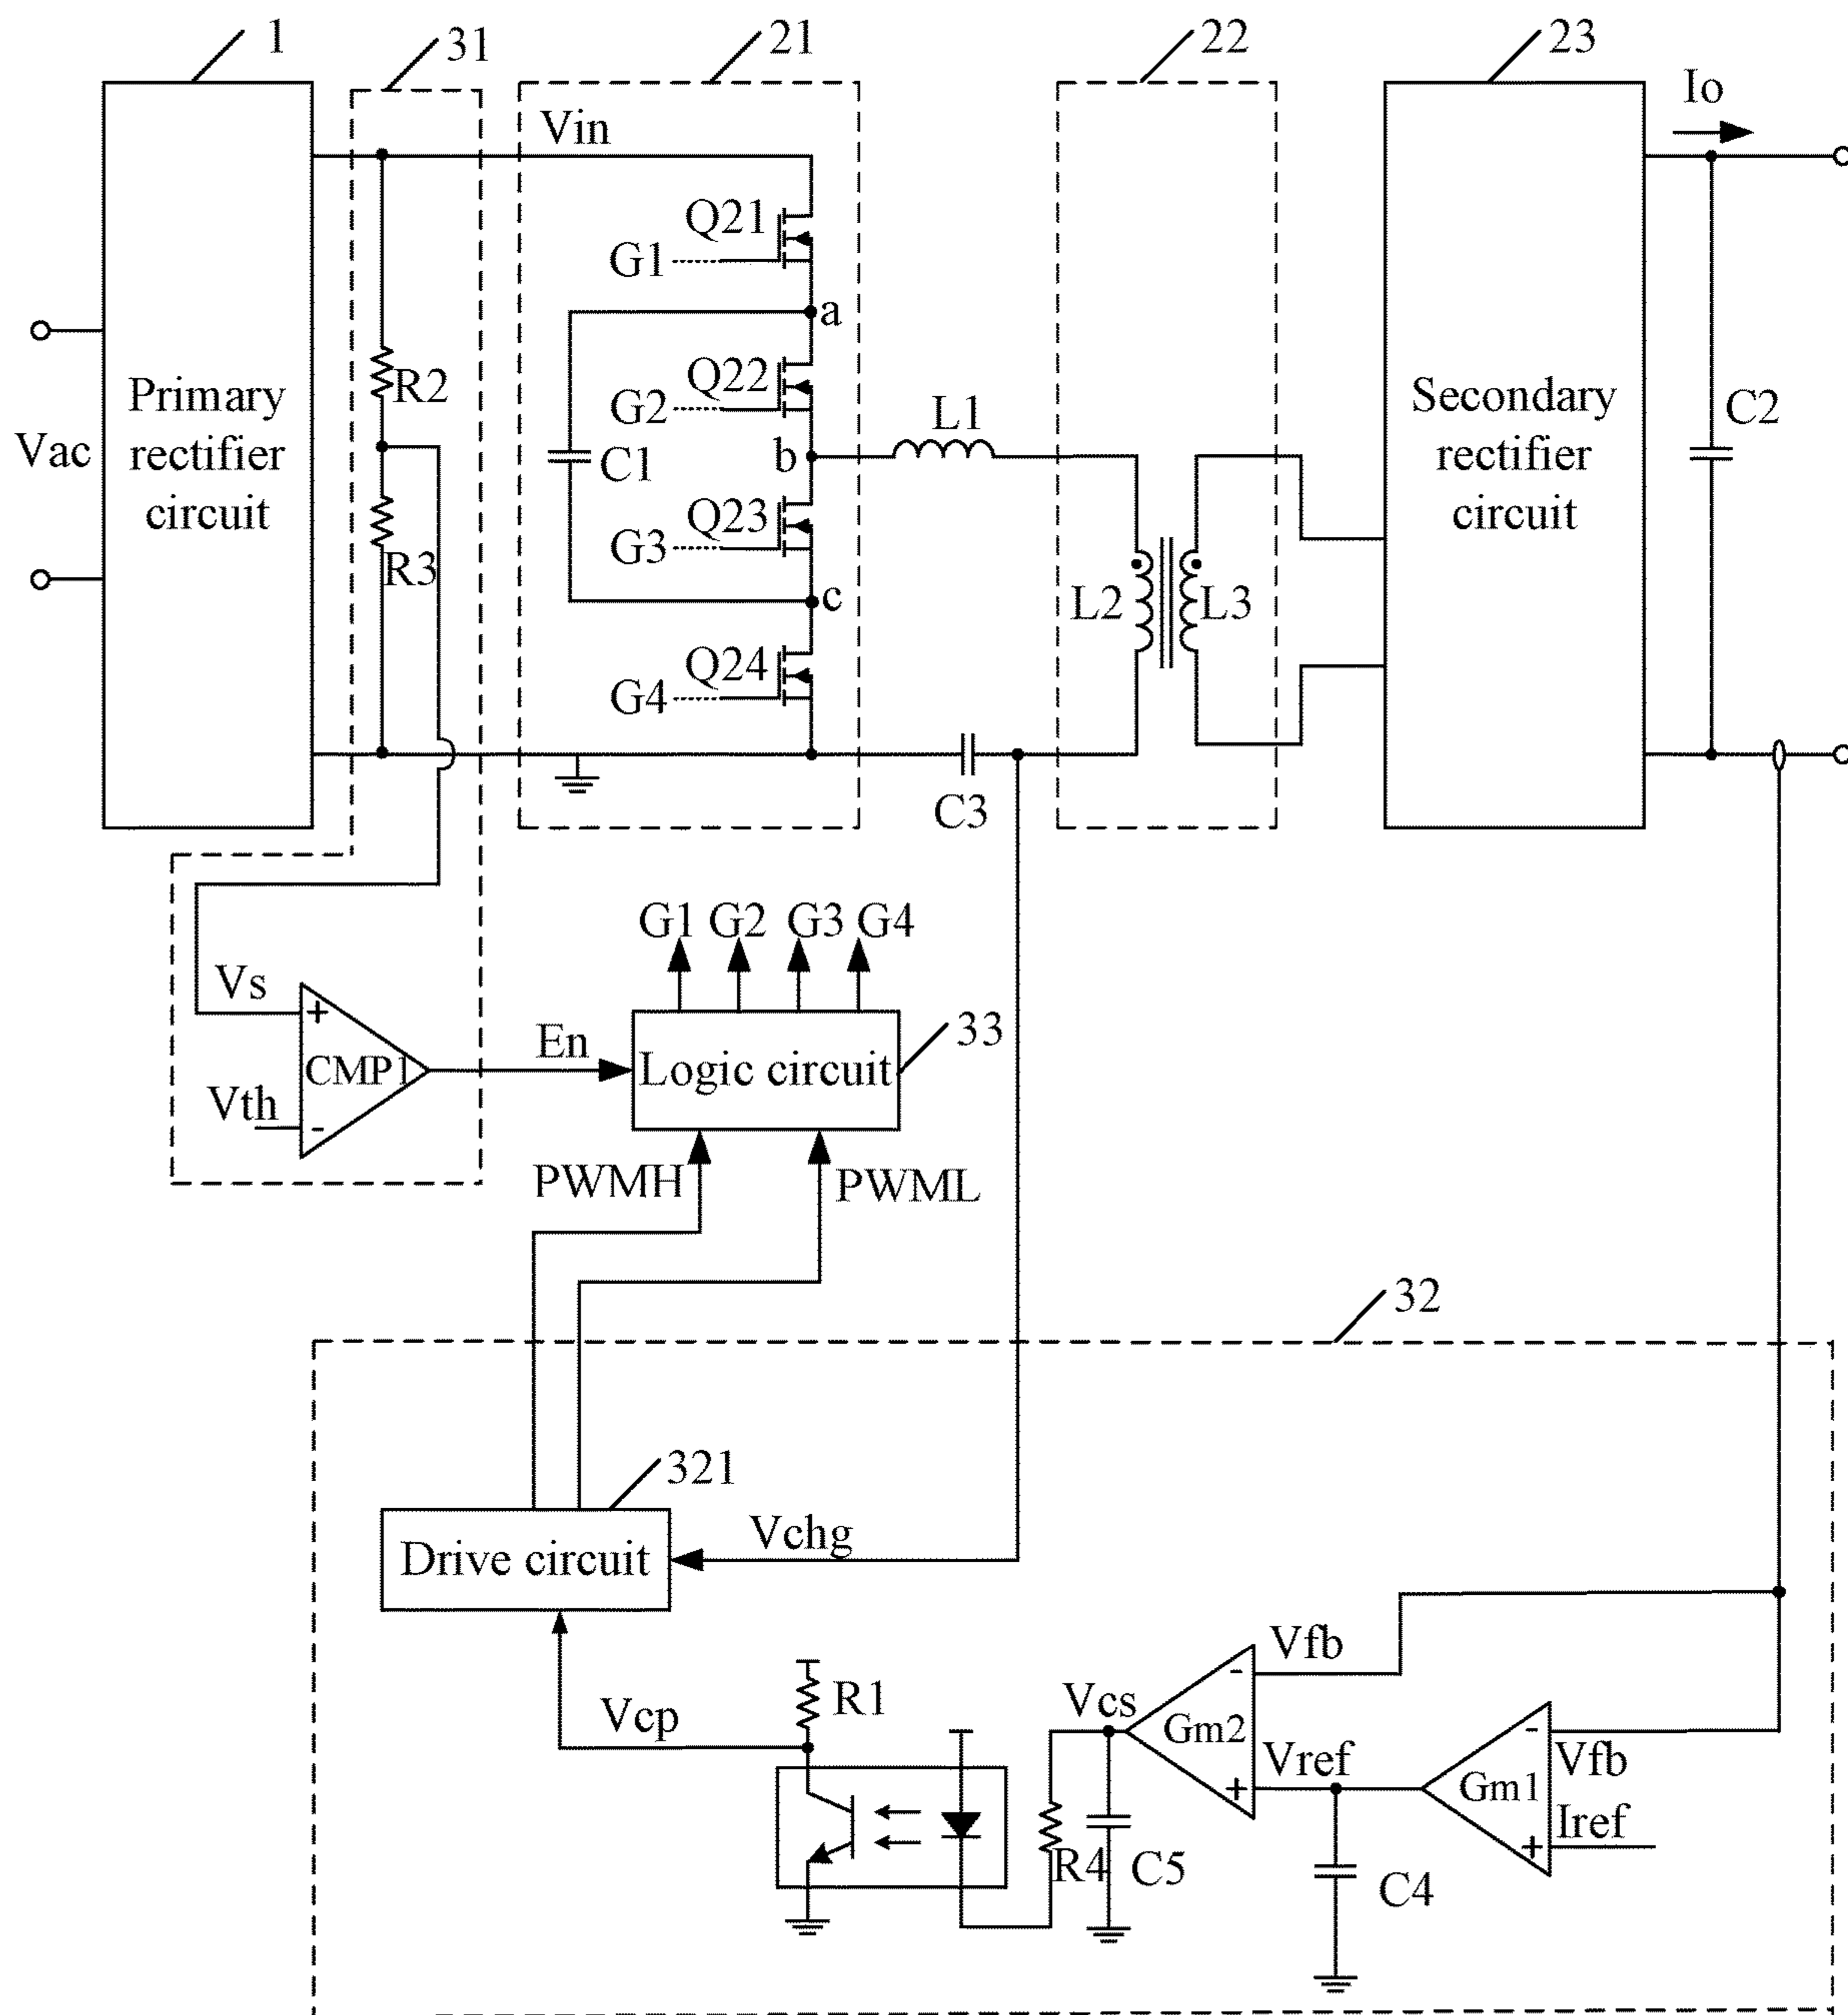 1
31
21
22
23
Io
Vin
Q21
G1
a
Q22
G2
L1
b
C1
Q23
G3
c
Q24
G4
Vac
Primary
rectifier
circuit
R2
R3
L2
L3
Secondary
rectifier
circuit
C2
C3
G1 G2 G3 G4
Vs
+
CMP1
Vth
-
En
Logic circuit
33
PWMH
PWML
32
321
Drive circuit
Vchg
Vcp
R1
Vcs
R4
C5
-
Gm2
+
Vfb
Vref
-
Gm1
+
Vfb
Iref
C4